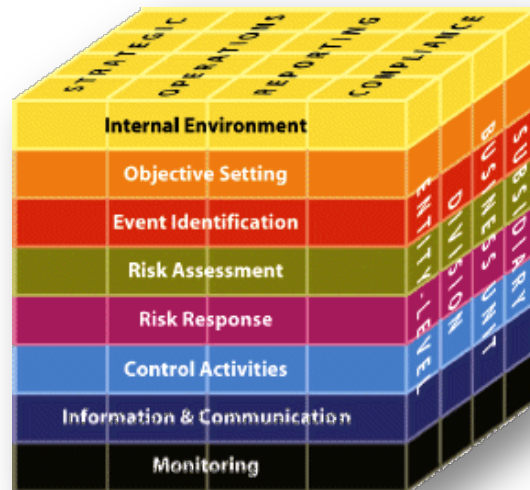 STRATEGIC
OPERATIONS
REPORTING
COMPLIANCE
Internal Environment
Objective Setting
Event Identification
Risk Assessment
Risk Response
Control Activities
Information & Communication
Monitoring
ENTITY-LEVEL
DIVISION
BUSINESS UNIT
SUBSIDIARY